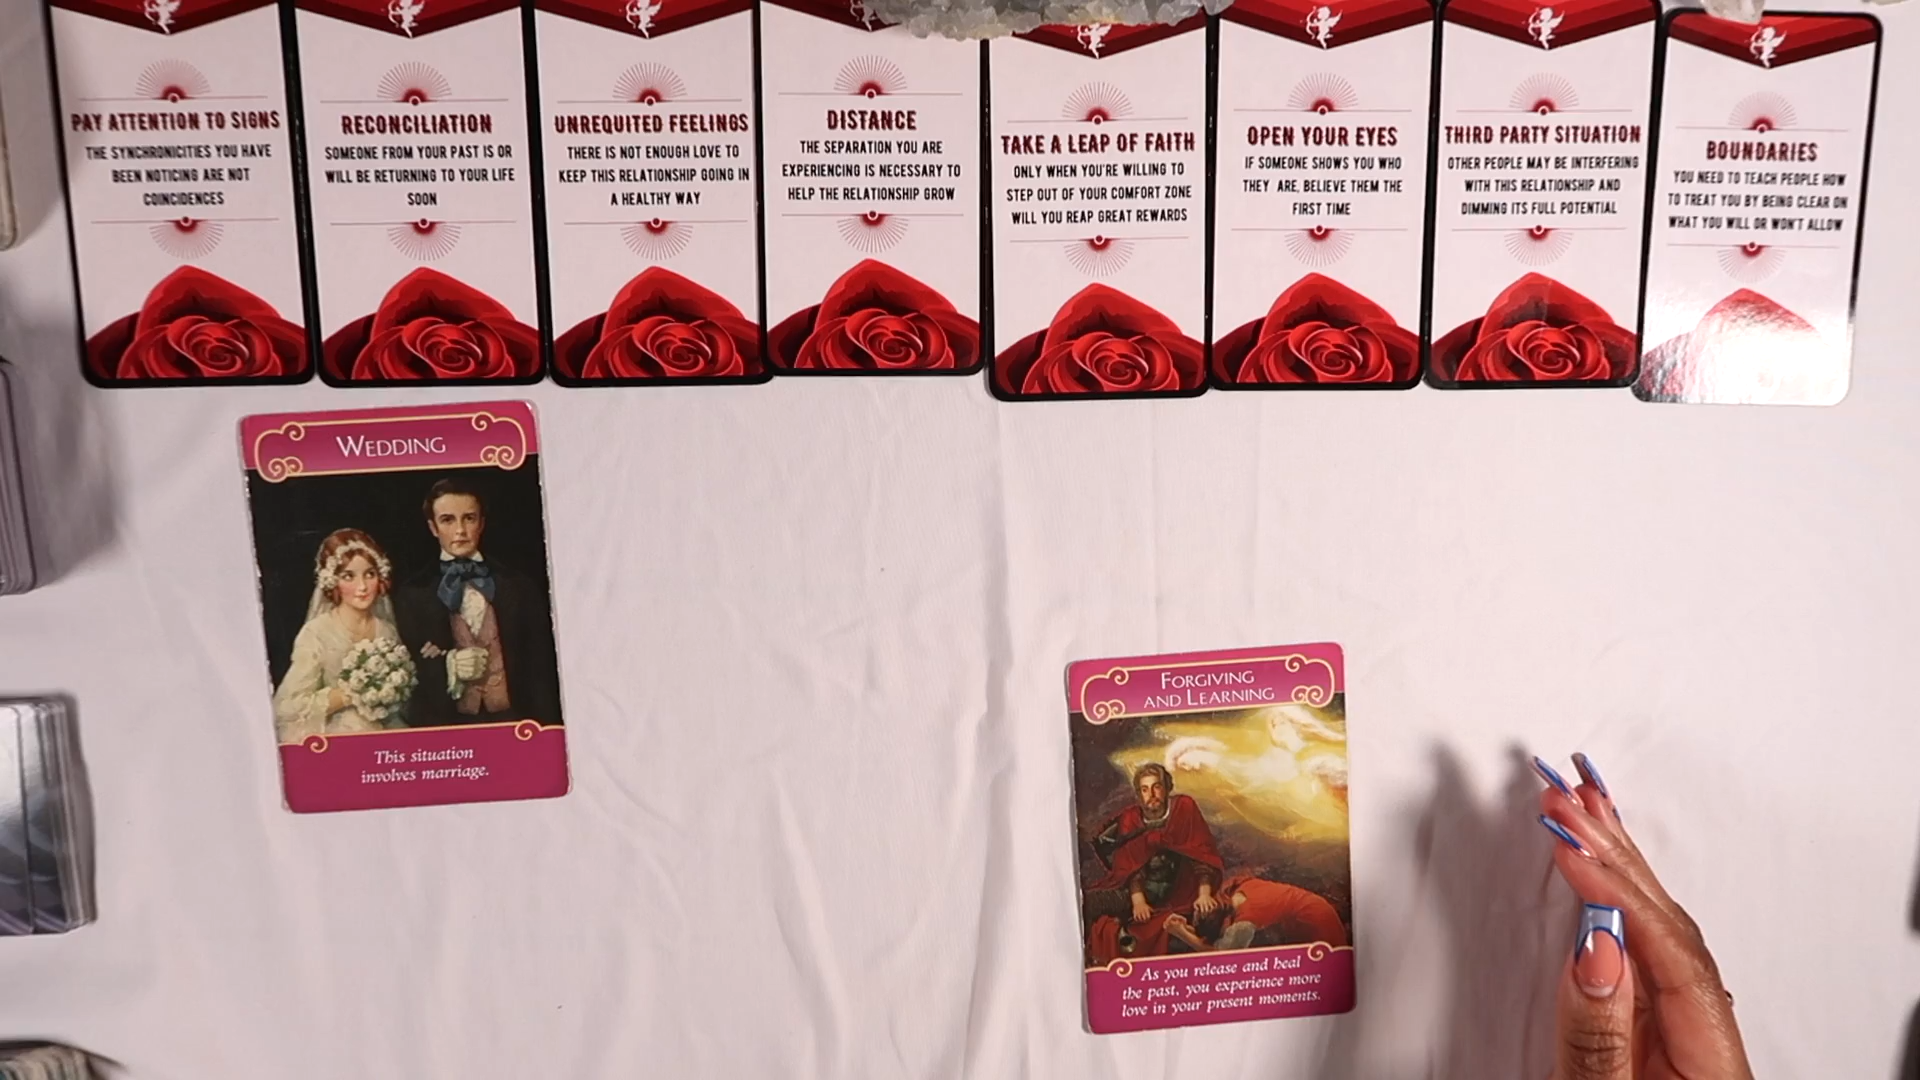 PAY ATTENTION TO SIGNS
THE SYNCHRONICITIES YOU HAVE
BEEN NOTICING ARE NOT
COINCIDENCES
RECONCILIATION
SOMEONE FROM YOUR PAST IS OR
WILL BE RETURNING TO YOUR LIFE
SOON
UNREQUITED FEELINGS
THERE IS NOT ENOUGH LOVE TO
KEEP THIS RELATIONSHIP GOING IN
A HEALTHY WAY
DISTANCE
THE SEPARATION YOU ARE
EXPERIENCING IS NECESSARY TO
HELP THE RELATIONSHIP GROW
TAKE A LEAP OF FAITH
ONLY WHEN YOU'RE WILLING TO
STEP OUT OF YOUR COMFORT ZONE
WILL YOU REAP GREAT REWARDS
OPEN YOUR EYES
IF SOMEONE SHOWS YOU WHO
THEY ARE, BELIEVE THEM THE
FIRST TIME
THIRD PARTY SITUATION
OTHER PEOPLE MAY BE INTERFERING
WITH THIS RELATIONSHIP AND
DIMMING ITS FULL POTENTIAL
BOUNDARIES
YOU NEED TO TEACH PEOPLE HOW
TO TREAT YOU BY BEING CLEAR ON
WHAT YOU WILL OR WON'T ALLOW
WEDDING
This situation
involves marriage.
FORGIVING
AND LEARNING
As you release and heal
the past, you experience more
love in your present moments.